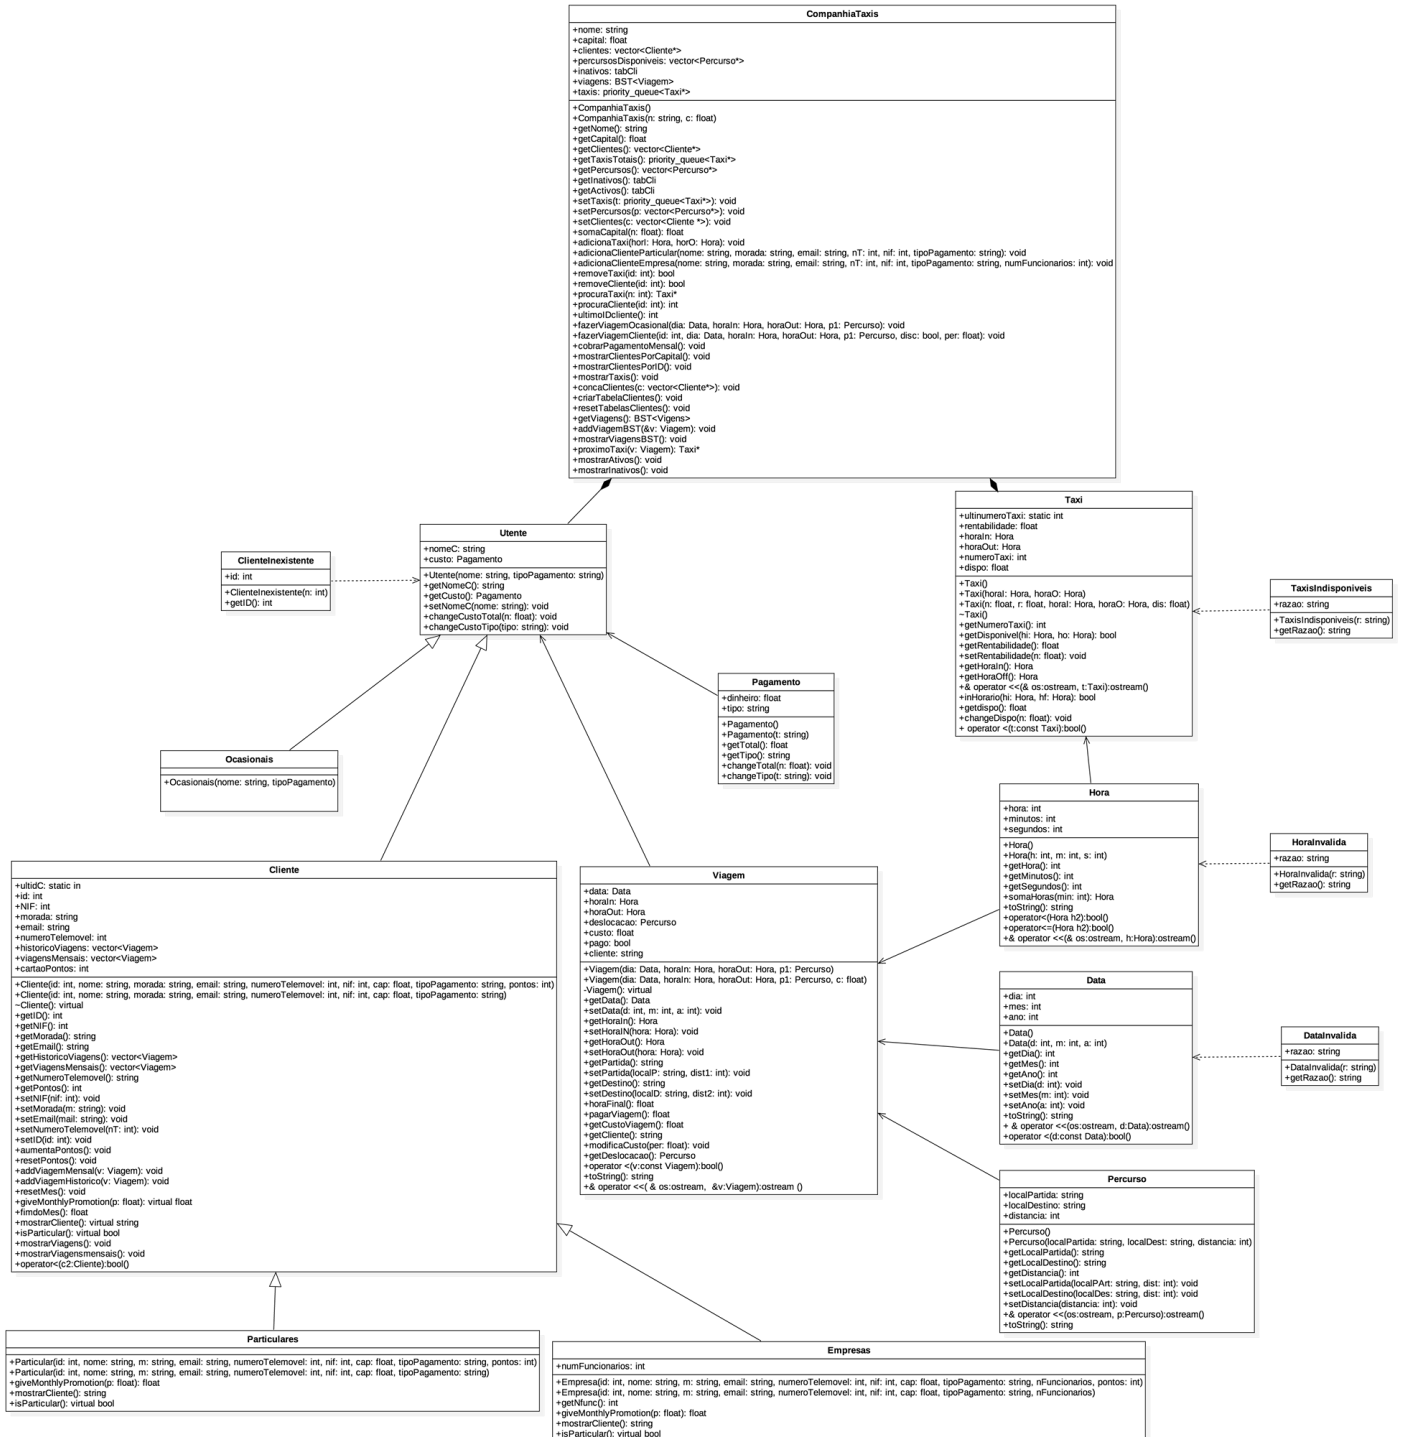 CompanhiaTaxis
+nome: string
+capital: float
+clientes: vector<Cliente*>
+percursosDisponiveis: vector<Percurso*>
+inativos: tabCli
+viagens: BST<Viagem>
+taxis: priority_queue<Taxi*>
+CompanhiaTaxis()
+CompanhiaTaxis(n: string, c: float)
+getNome(): string
+getCapital(): float
+getClientes(): vector<Cliente*>
+getTaxisTotais(): priority_queue<Taxi*>
+getPercursos(): vector<Percurso*>
+getInativos(): tabCli
+getActivos(): tabCli
+setTaxis(t: priority_queue<Taxi*>): void
+setPercursos(p: vector<Percurso*>): void
+setClientes(c: vector<Cliente *>): void
+somaCapital(n: float): float
+adicionaTaxi(horI: Hora, horO: Hora): void
+adicionaClienteParticular(nome: string, morada: string, email: string, nT: int, nif: int, tipoPagamento: string): void
+adicionaClienteEmpresa(nome: string, morada: string, email: string, nT: int, nif: int, tipoPagamento: string, numFuncionarios: int): void
+removeTaxi(id: int): bool
+removeCliente(id: int): bool
+procuraTaxi(n: int): Taxi*
+procuraCliente(id: int): int
+ultimoIDcliente(): int
+fazerViagemOcasional(dia: Data, horaIn: Hora, horaOut: Hora, p1: Percurso): void
+fazerViagemCliente(id: int, dia: Data, horaIn: Hora, horaOut: Hora, p1: Percurso, disc: bool, per: float): void
+cobrarPagamentoMensal(): void
+mostrarClientesPorCapital(): void
+mostrarClientesPorID(): void
+mostrarTaxis(): void
+concaClientes(c: vector<Cliente*>): void
+criarTabelaClientes(): void
+resetTabelasClientes(): void
+getViagens(): BST<Vigens>
+addViagemBST(&v: Viagem): void
+mostrarViagensBST(): void
+proximoTaxi(v: Viagem): Taxi*
+mostrarAtivos(): void
+mostrarInativos(): void
Utente
+nomeC: string
+custo: Pagamento
+Utente(nome: string, tipoPagamento: string)
+getNomeC(): string
+getCusto(): Pagamento
+setNomeC(nome: string): void
+changeCustoTotal(n: float): void
+changeCustoTipo(tipo: string): void
ClienteInexistente
+id: int
+ClienteInexistente(n: int)
+getID(): int
Taxi
+ultinumeroTaxi: static int
+rentabilidade: float
+horaIn: Hora
+horaOut: Hora
+numeroTaxi: int
+dispo: float
+Taxi()
+Taxi(horaI: Hora, horaO: Hora)
+Taxi(n: float, r: float, horaI: Hora, horaO: Hora, dis: float)
~Taxi()
+getNumeroTaxi(): int
+getDisponivel(hi: Hora, ho: Hora): bool
+getRentabilidade(): float
+setRentabilidade(n: float): void
+getHoraIn(): Hora
+getHoraOff(): Hora
+& operator <<(& os:ostream, t:Taxi):ostream()
+inHorario(hi: Hora, hf: Hora): bool
+getdispo(): float
+changeDispo(n: float): void
+ operator <(t:const Taxi):bool()
TaxisIndisponiveis
+razao: string
+TaxisIndisponiveis(r: string)
+getRazao(): string
Pagamento
+dinheiro: float
+tipo: string
+Pagamento()
+Pagamento(t: string)
+getTotal(): float
+getTipo(): string
+changeTotal(n: float): void
+changeTipo(t: string): void
Ocasionais
+Ocasionais(nome: string, tipoPagamento)
Hora
+hora: int
+minutos: int
+segundos: int
+Hora()
+Hora(h: int, m: int, s: int)
+getHora(): int
+getMinutos(): int
+getSegundos(): int
+somaHoras(min: int): Hora
+toString(): string
+operator<(Hora h2):bool()
+operator<=(Hora h2):bool()
+& operator <<(& os:ostream, h:Hora):ostream()
HoraInvalida
+razao: string
+HoraInvalida(r: string)
+getRazao(): string
Cliente
+ultidC: static in
+id: int
+NIF: int
+morada: string
+email: string
+numeroTelemovel: int
+historicoViagens: vector<Viagem>
+viagensMensais: vector<Viagem>
+cartaoPontos: int
+Cliente(id: int, nome: string, morada: string, email: string, numeroTelemovel: int, nif: int, cap: float, tipoPagamento: string, pontos: int)
+Cliente(id: int, nome: string, morada: string, email: string, numeroTelemovel: int, nif: int, cap: float, tipoPagamento: string)
~Cliente(): virtual
+getID(): int
+getNIF(): int
+getMorada(): string
+getEmail(): string
+getHistoricoViagens(): vector<Viagem>
+getViagensMensais(): vector<Viagem>
+getNumeroTelemovel(): string
+getPontos(): int
+setNIF(nif: int): void
+setMorada(m: string): void
+setEmail(mail: string): void
+setNumeroTelemovel(nT: int): void
+setID(id: int): void
+aumentaPontos(): void
+resetPontos(): void
+addViagemMensal(v: Viagem): void
+addViagemHistorico(v: Viagem): void
+resetMes(): void
+giveMonthlyPromotion(p: float): virtual float
+fimdoMes(): float
+mostrarCliente(): virtual string
+isParticular(): virtual bool
+mostrarViagens(): void
+mostrarViagensmensais(): void
+operator<(c2:Cliente):bool()
Viagem
+data: Data
+horaIn: Hora
+horaOut: Hora
+deslocacao: Percurso
+custo: float
+pago: bool
+cliente: string
+Viagem(dia: Data, horaIn: Hora, horaOut: Hora, p1: Percurso)
+Viagem(dia: Data, horaIn: Hora, horaOut: Hora, p1: Percurso, c: float)
-Viagem(): virtual
+getData(): Data
+setData(d: int, m: int, a: int): void
+getHoraIn(): Hora
+setHoraIN(hora: Hora): void
+getHoraOut(): Hora
+setHoraOut(hora: Hora): void
+getPartida(): string
+setPartida(localP: string, dist1: int): void
+getDestino(): string
+setDestino(localD: string, dist2: int): void
+horaFinal(): float
+pagarViagem(): float
+getCustoViagem(): float
+getCliente(): string
+modificaCusto(per: float): void
+getDeslocacao(): Percurso
+operator <(v:const Viagem):bool()
+toString(): string
+& operator <<( & os:ostream,  &v:Viagem):ostream ()
Data
+dia: int
+mes: int
+ano: int
+Data()
+Data(d: int, m: int, a: int)
+getDia(): int
+getMes(): int
+getAno(): int
+setDia(d: int): void
+setMes(m: int): void
+setAno(a: int): void
+toString(): string
+ & operator <<(os:ostream, d:Data):ostream()
+operator <(d:const Data):bool()
DataInvalida
+razao: string
+DataInvalida(r: string)
+getRazao(): string
Percurso
+localPartida: string
+localDestino: string
+distancia: int
+Percurso()
+Percurso(localPartida: string, localDest: string, distancia: int)
+getLocalPartida(): string
+getLocalDestino(): string
+getDistancia(): int
+setLocalPartida(localPArt: string, dist: int): void
+setLocalDestino(localDes: string, dist: int): void
+setDistancia(distancia: int): void
+& operator <<(os:ostream, p:Percurso):ostream()
+toString(): string
Particulares
+Particular(id: int, nome: string, m: string, email: string, numeroTelemovel: int, nif: int, cap: float, tipoPagamento: string, pontos: int)
+Particular(id: int, nome: string, m: string, email: string, numeroTelemovel: int, nif: int, cap: float, tipoPagamento: string)
+giveMonthlyPromotion(p: float): float
+mostrarCliente(): string
+isParticular(): virtual bool
Empresas
+numFuncionarios: int
+Empresa(id: int, nome: string, m: string, email: string, numeroTelemovel: int, nif: int, cap: float, tipoPagamento: string, nFuncionarios, pontos: int)
+Empresa(id: int, nome: string, m: string, email: string, numeroTelemovel: int, nif: int, cap: float, tipoPagamento: string, nFuncionarios)
+getNfunc(): int
+giveMonthlyPromotion(p: float): float
+mostrarCliente(): string
+isParticular(): virtual bool